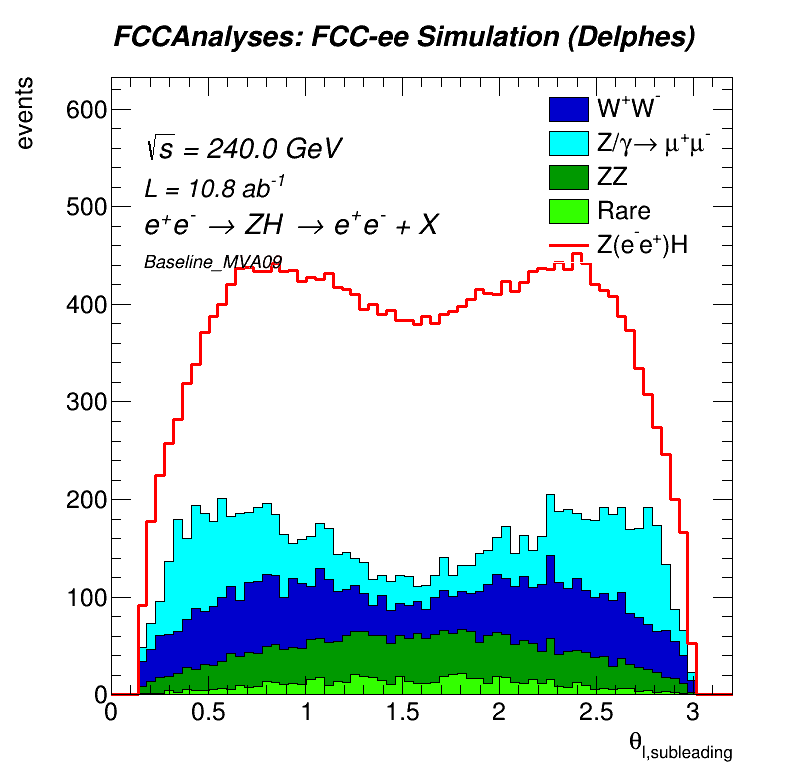 FCCAnalyses: FCC-ee Simulation (Delphes)
events
√s = 240.0 GeV
L = 10.8 ab⁻¹
e⁺e⁻ → ZH → e⁺e⁻ + X
Baseline_MVA09
W⁺W⁻
Z/γ→ μ⁺μ⁻
ZZ
Rare
Z(e⁻e⁺)H
600
500
400
300
200
100
0
0 0.5 1 1.5 2 2.5 3
θl,subleading